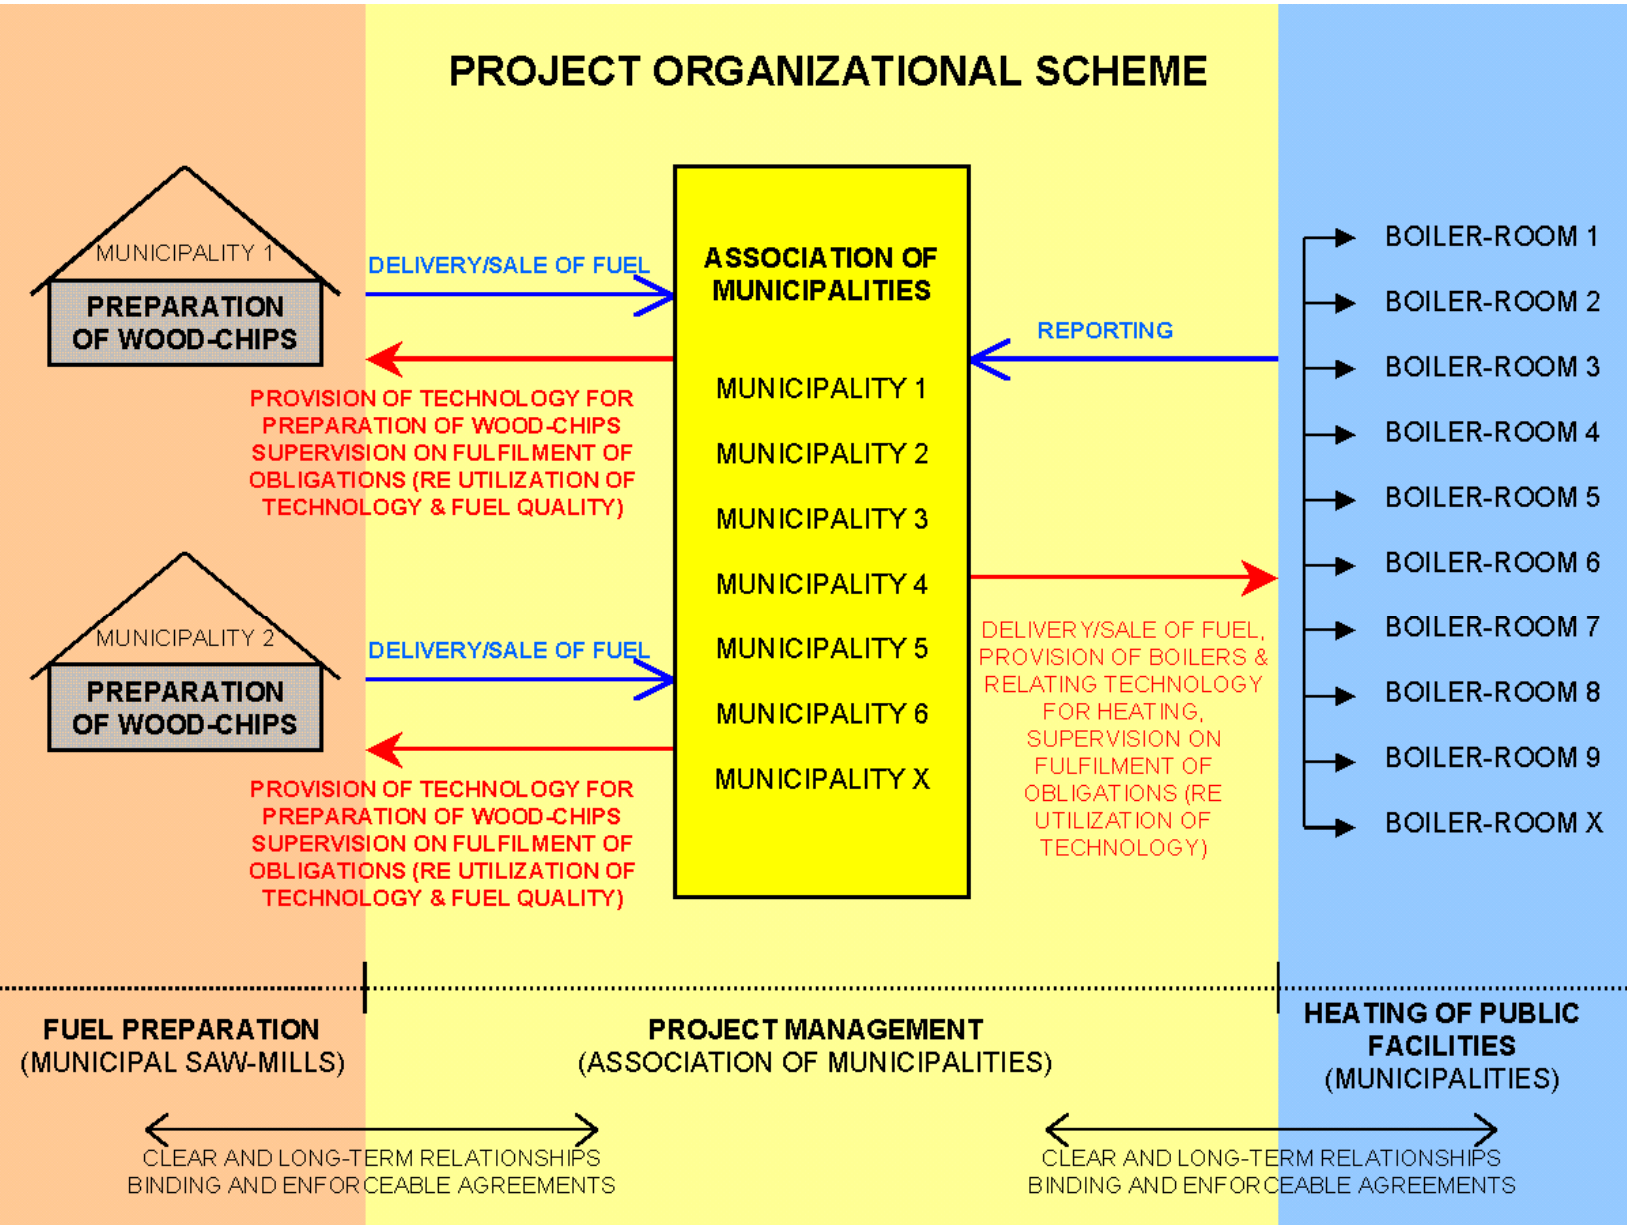 PROJECT ORGANIZATIONAL SCHEME
MUNICIPALITY 1
PREPARATION
OF WOOD-CHIPS
DELIVERY/SALE OF FUEL
PROVISION OF TECHNOLOGY FOR
PREPARATION OF WOOD-CHIPS
SUPERVISION ON FULFILMENT OF
OBLIGATIONS (RE UTILIZATION OF
TECHNOLOGY & FUEL QUALITY)
MUNICIPALITY 2
PREPARATION
OF WOOD-CHIPS
DELIVERY/SALE OF FUEL
PROVISION OF TECHNOLOGY FOR
PREPARATION OF WOOD-CHIPS
SUPERVISION ON FULFILMENT OF
OBLIGATIONS (RE UTILIZATION OF
TECHNOLOGY & FUEL QUALITY)
ASSOCIATION OF
MUNICIPALITIES
MUNICIPALITY 1
MUNICIPALITY 2
MUNICIPALITY 3
MUNICIPALITY 4
MUNICIPALITY 5
MUNICIPALITY 6
MUNICIPALITY X
REPORTING
DELIVERY/SALE OF FUEL,
PROVISION OF BOILERS &
RELATING TECHNOLOGY
FOR HEATING,
SUPERVISION ON
FULFILMENT OF
OBLIGATIONS (RE
UTILIZATION OF
TECHNOLOGY)
BOILER-ROOM 1
BOILER-ROOM 2
BOILER-ROOM 3
BOILER-ROOM 4
BOILER-ROOM 5
BOILER-ROOM 6
BOILER-ROOM 7
BOILER-ROOM 8
BOILER-ROOM 9
BOILER-ROOM X
FUEL PREPARATION
(MUNICIPAL SAW-MILLS)
PROJECT MANAGEMENT
(ASSOCIATION OF MUNICIPALITIES)
HEATING OF PUBLIC
FACILITIES
(MUNICIPALITIES)
CLEAR AND LONG-TERM RELATIONSHIPS
BINDING AND ENFORCEABLE AGREEMENTS
CLEAR AND LONG-TERM RELATIONSHIPS
BINDING AND ENFORCEABLE AGREEMENTS